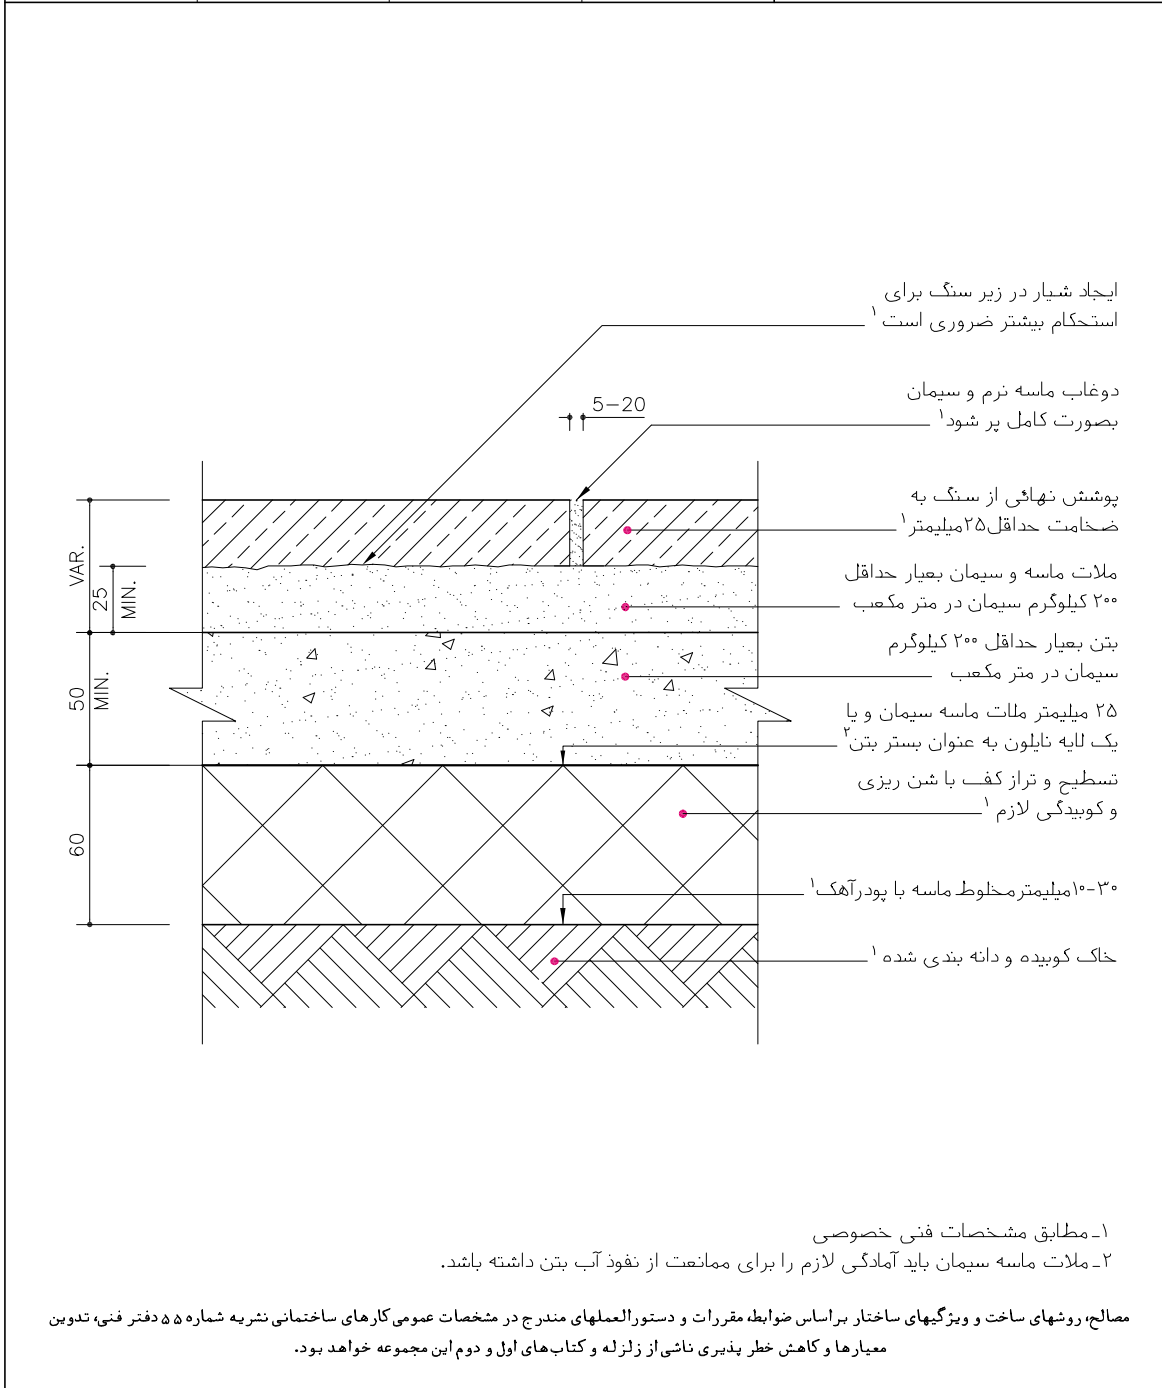 ایجاد شیار در زیر سنگ برای
استحکام بیشتر ضروری است ۱
دوغاب ماسه نرم و سیمان
بصورت کامل پر شود۱
5-20
پوشش نهائی از سنگ به
ضخامت حداقل۲۵میلیمتر۱
ملات ماسه و سیمان بعیار حداقل
۲۰۰ کیلوگرم سیمان در متر مکعب
بتن بعیار حداقل ۲۰۰ کیلوگرم
سیمان در متر مکعب
۲۵ میلیمتر ملات ماسه سیمان و یا
یک لایه نایلون به عنوان بستر بتن۲
تسطیح و تراز کف با شن ریزی
و کوبیدگی لازم ۱
۱۰-۳۰میلیمترمخلوط ماسه با پودرآهک۱
خاک کوبیده و دانه بندی شده ۱
VAR.
25
MIN.
50
MIN.
60
۱ـ مطابق مشخصات فنی خصوصی
۲ـ ملات ماسه سیمان باید آمادگی لازم را برای ممانعت از نفوذ آب بتن داشته باشد.
مصالح، روشهای ساخت و ویژگیهای ساختار براساس ضوابط، مقررات و دستورالعملهای مندرج در مشخصات عمومی کارهای ساختمانی نشریه شماره ۵۵ دفتر فنی، تدوین
معیارها و کاهش خطر پذیری ناشی از زلزله و کتاب‌های اول و دوم این مجموعه خواهد بود.